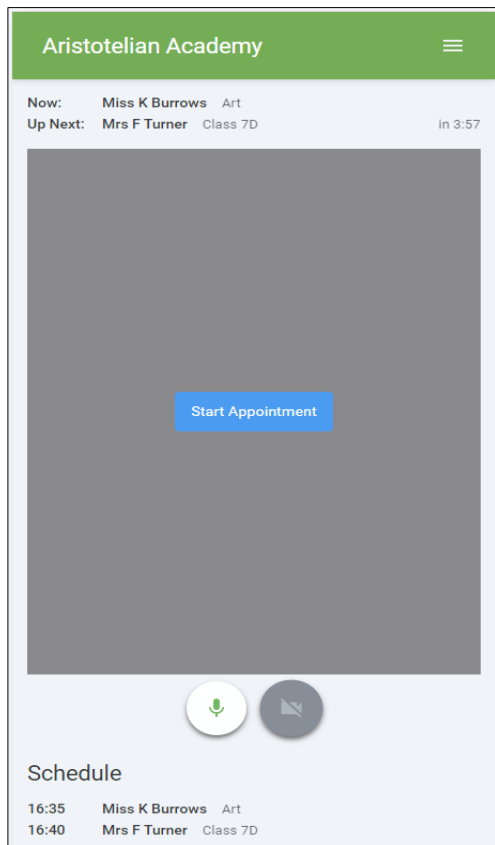 Aristotelian Academy
Now: Miss K Burrows Art
Up Next: Mrs F Turner Class 7D in 3:57
Start Appointment
Schedule
16:35 Miss K Burrows Art
16:40 Mrs F Turner Class 7D